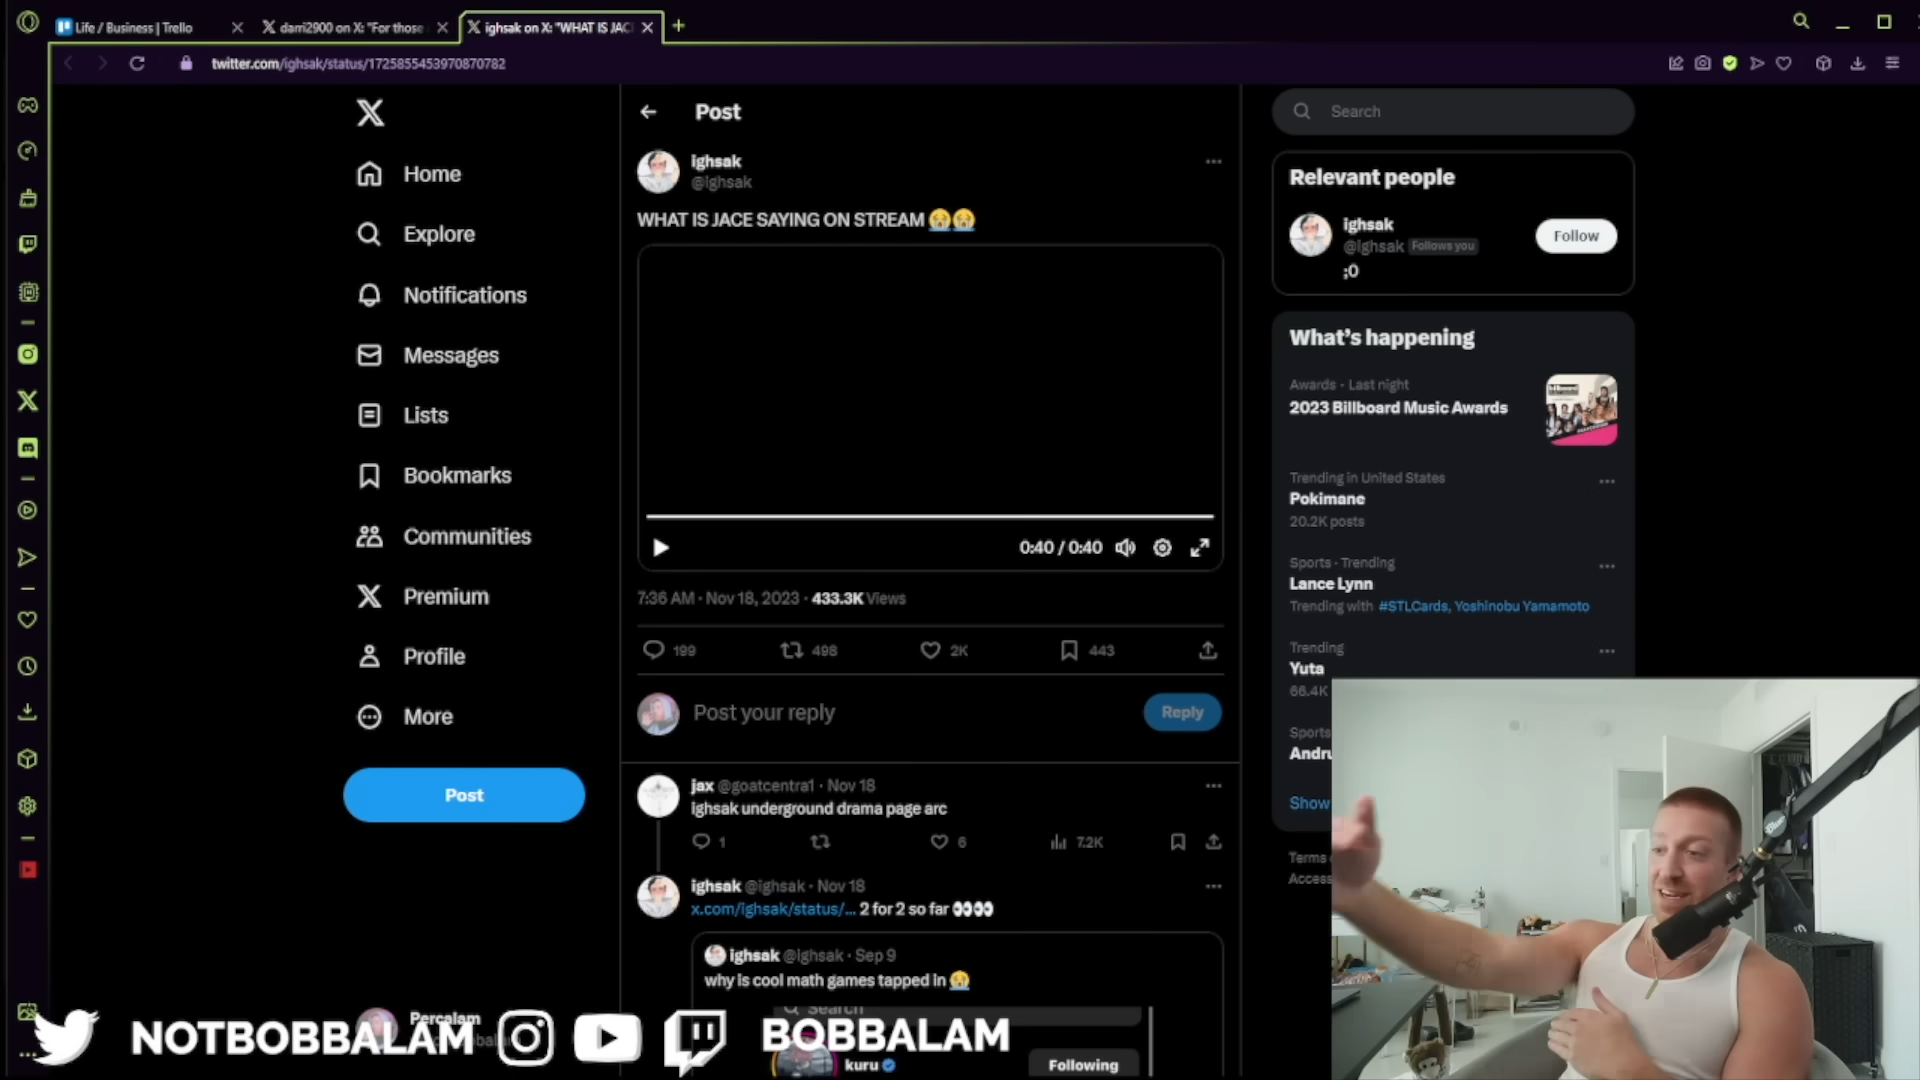 Life / Business | Trello
darri2900 on X: "For those
ighsak on X: "WHAT IS JAC
twitter.com/ighsak/status/1725855453970870782
Home
Explore
Notifications
Messages
Lists
Bookmarks
Communities
Premium
Profile
More
Post
Percalam
Post
ighsak
@ighsak
WHAT IS JACE SAYING ON STREAM 😭😭
0:40 / 0:40
7:36 AM · Nov 18, 2023 · 433.3K Views
199 498 2K 443
Post your reply
Reply
jax @goatcentra1 · Nov 18
ighsak underground drama page arc
1 6 7.2K
ighsak @ighsak · Nov 18
x.com/ighsak/status/... 2 for 2 so far 👀👀
ighsak @ighsak · Sep 9
why is cool math games tapped in 😭
Search
kuru
Following
Search
Relevant people
ighsak
@ighsak Follows you
;0
Follow
What's happening
Awards · Last night
2023 Billboard Music Awards
Trending in United States
Pokimane
20.2K posts
Sports · Trending
Lance Lynn
Trending with #STLCards, Yoshinobu Yamamoto
Trending
Yuta
66.4K
Sports
Andru
Show
Terms
Access
NOTBOBBALAM
BOBBALAM